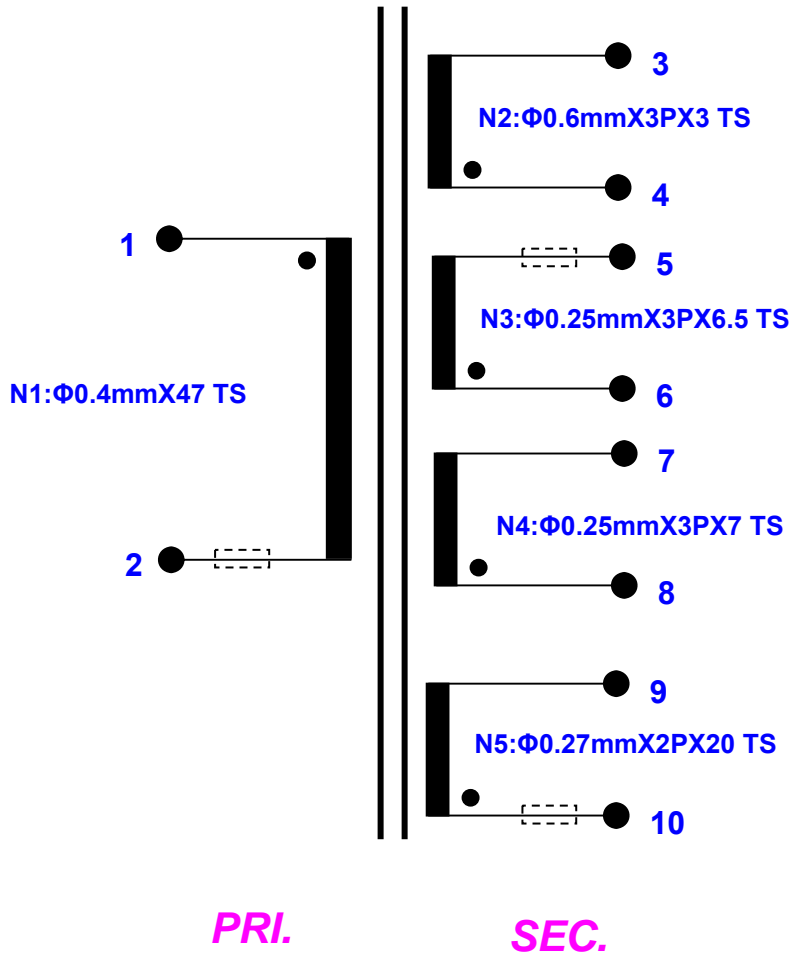 3
N2:Φ0.6mmX3PX3 TS
4
1
5
N3:Φ0.25mmX3PX6.5 TS
6
N1:Φ0.4mmX47 TS
7
N4:Φ0.25mmX3PX7 TS
2
8
9
N5:Φ0.27mmX2PX20 TS
10
PRI.
SEC.